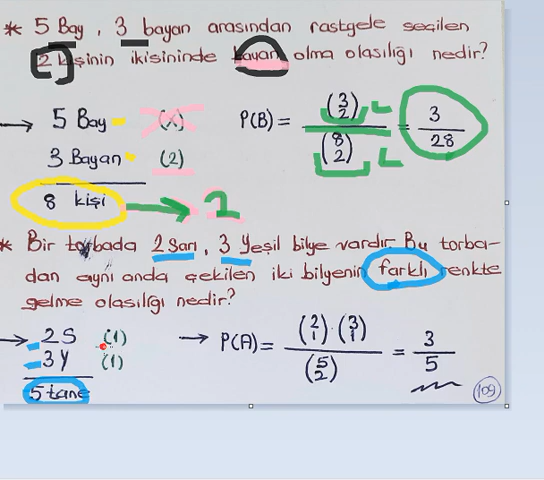 * 5 Bay, 3 bayan arasından rastgele seçilen
2 kişinin ikisininde bayan olma olasılığı nedir?
→ 5 Bay - (x) P(B) = (3 2) / (8 2) = 3/28
3 Bayan - (2)
8 kişi → 2
* Bir torbada 2 Sarı, 3 Yeşil bilye vardır. Bu torba-
dan aynı anda çekilen iki bilyenin farklı renkte
gelme olasılığı nedir?
→ 2S (1) → P(A) = (2 1) · (3 1) / (5 2) = 3/5
3Y (1)
5 tane
109